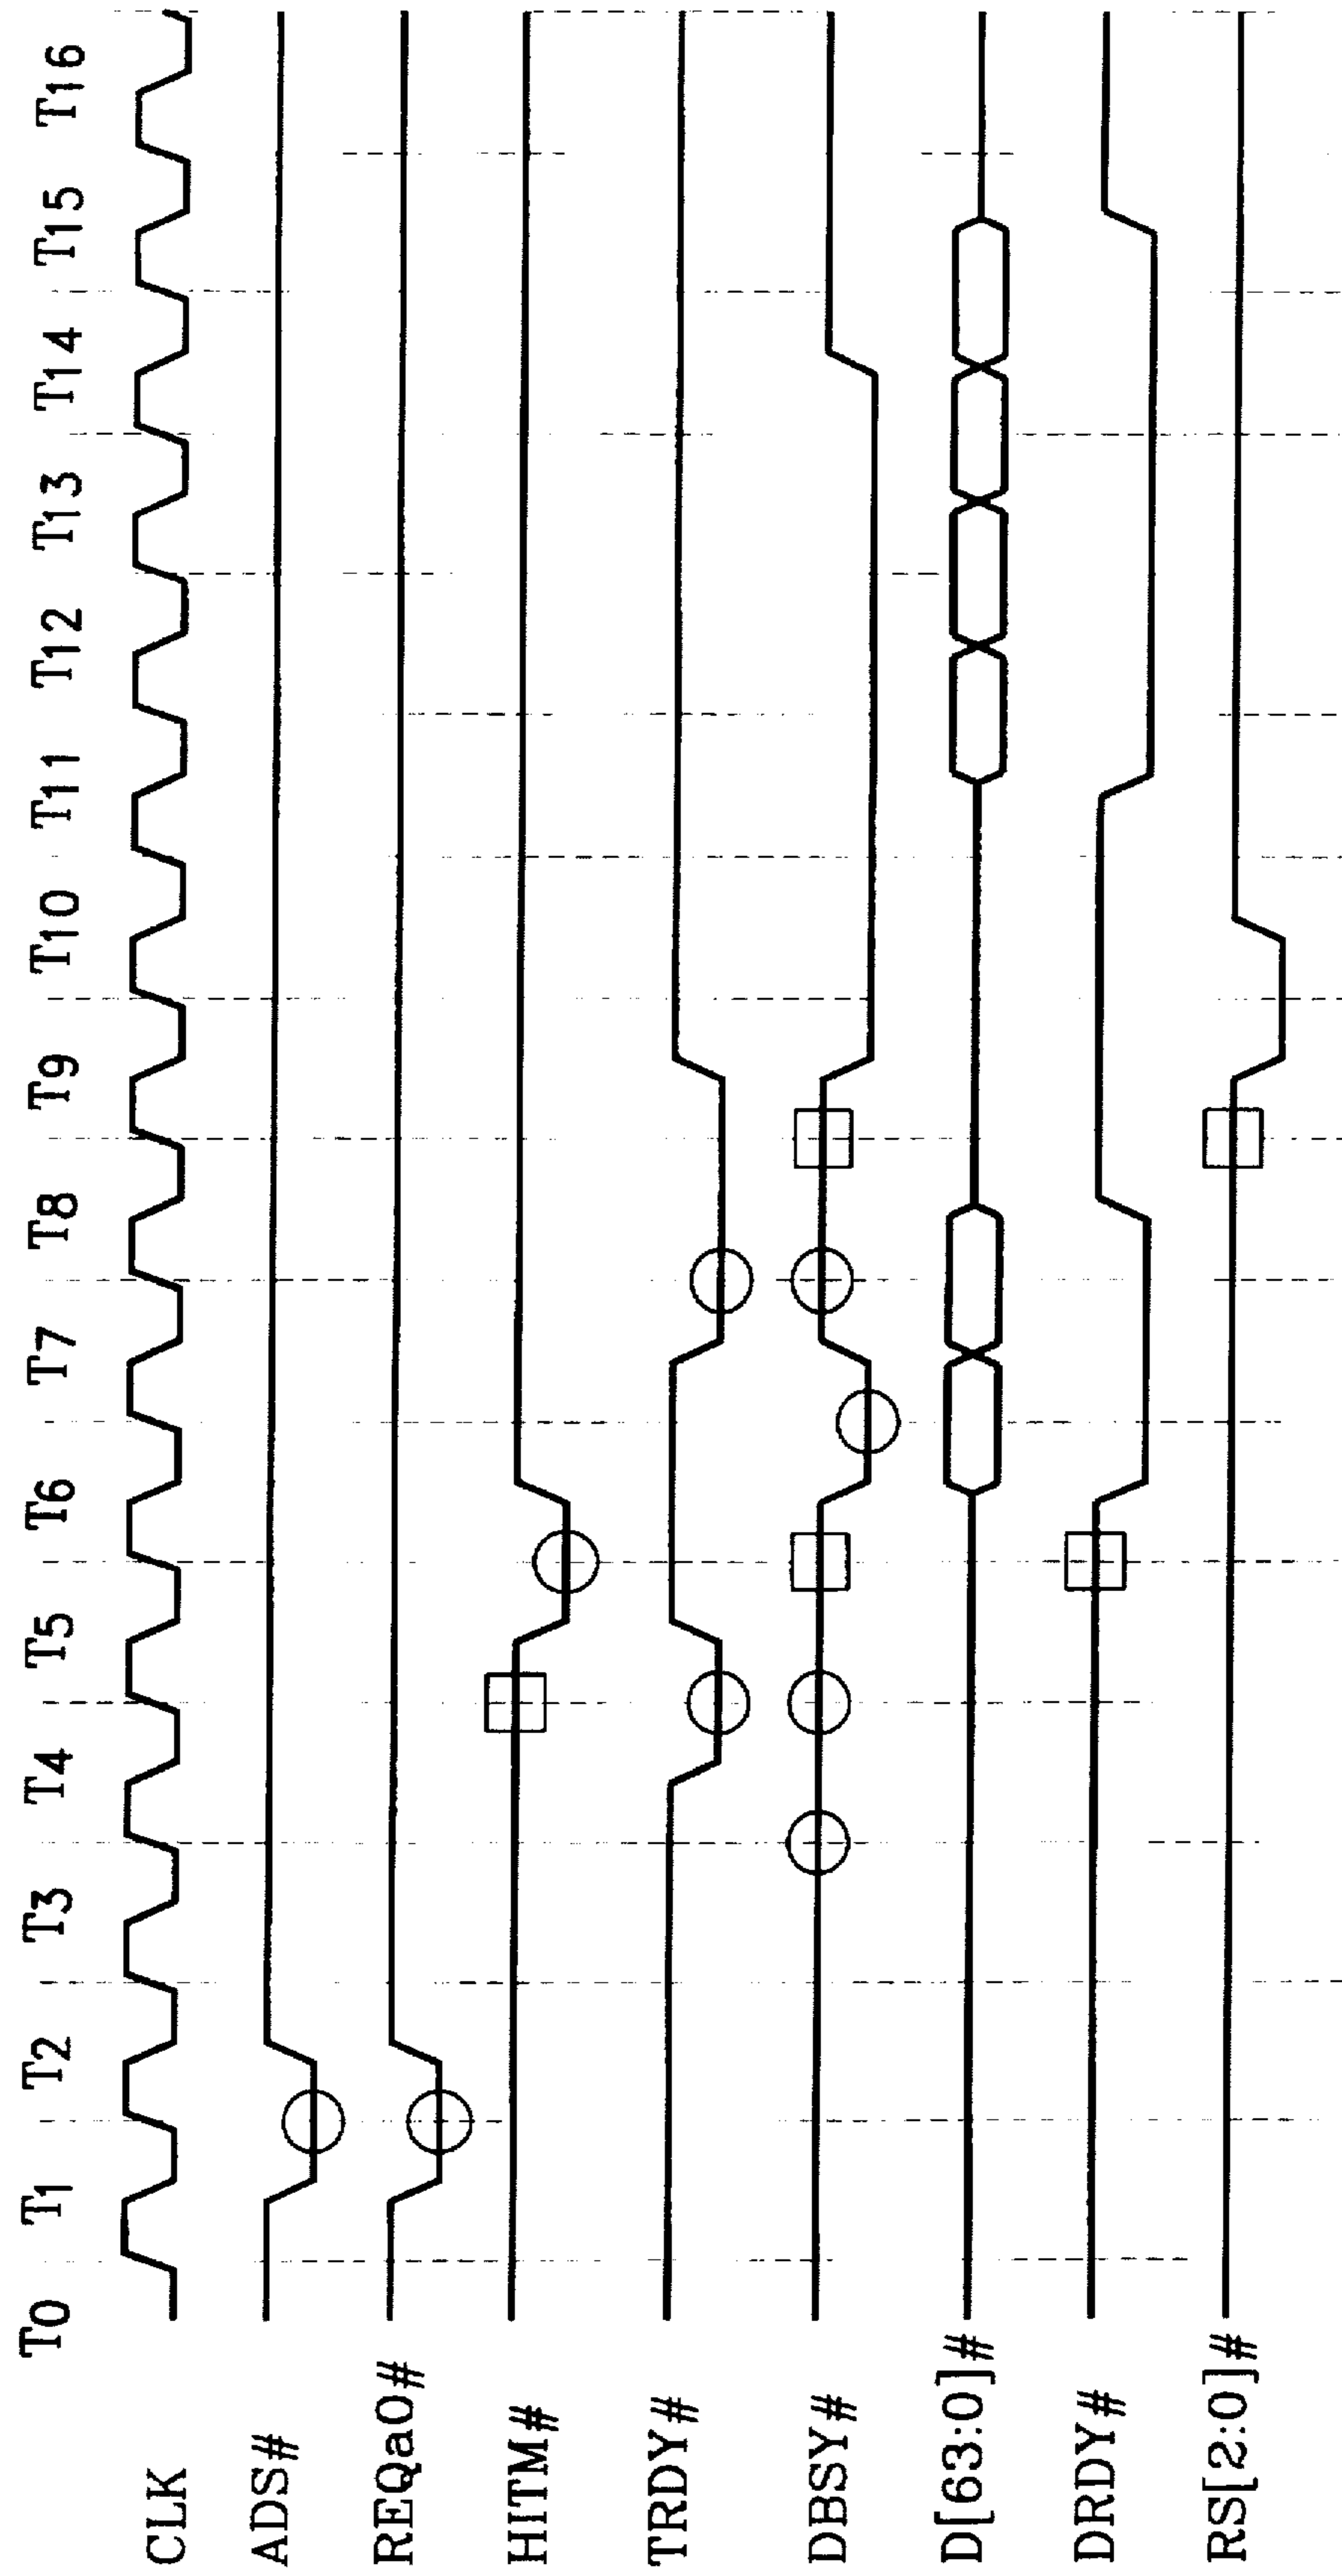 T0 T1 T2 T3 T4 T5 T6 T7 T8 T9 T10 T11 T12 T13 T14 T15 T16
CLK
ADS#
REQa0#
HITM#
TRDY#
DBSY#
D[63:0]#
DRDY#
RS[2:0]#